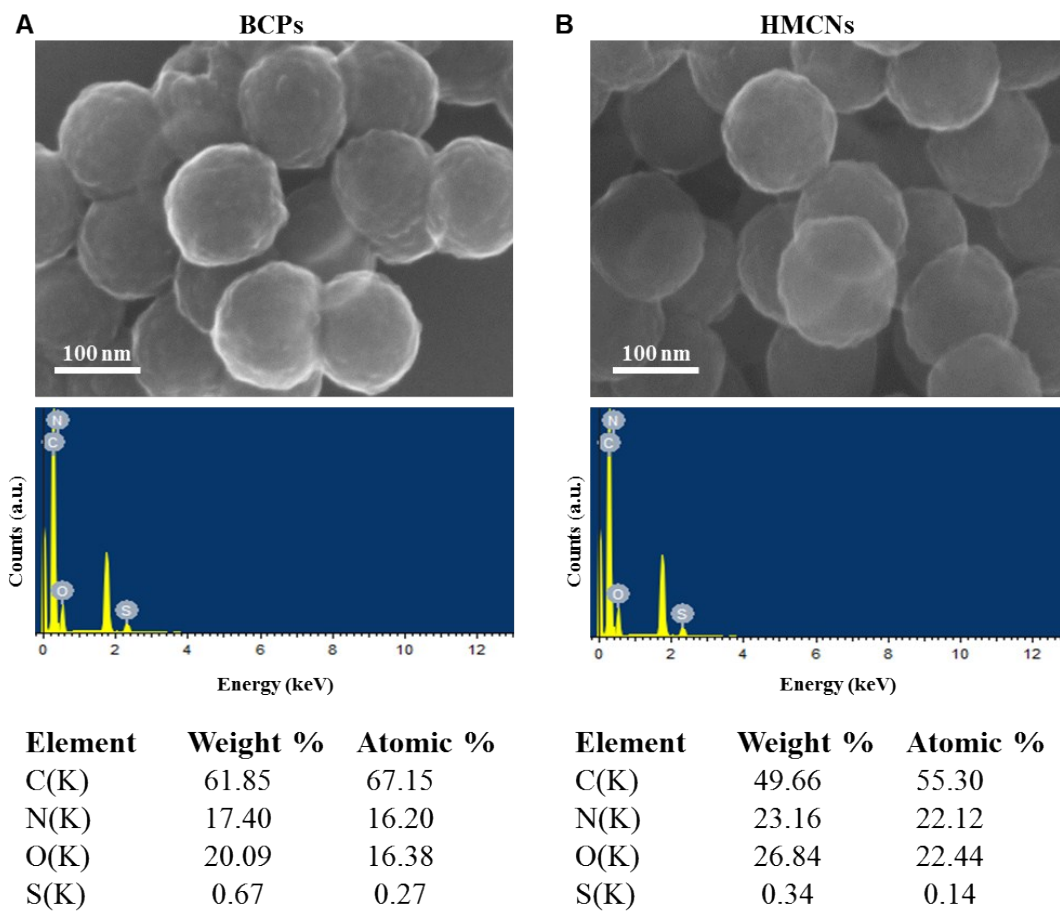 A BCPs
100 nm
N
C
O
S
Counts (a.u.)
0 2 4 6 8 10 12
Energy (keV)
Element Weight % Atomic %
C(K) 61.85 67.15
N(K) 17.40 16.20
O(K) 20.09 16.38
S(K) 0.67 0.27
B HMCNs
100 nm
N
C
O
S
Counts (a.u.)
0 2 4 6 8 10 12
Energy (keV)
Element Weight % Atomic %
C(K) 49.66 55.30
N(K) 23.16 22.12
O(K) 26.84 22.44
S(K) 0.34 0.14